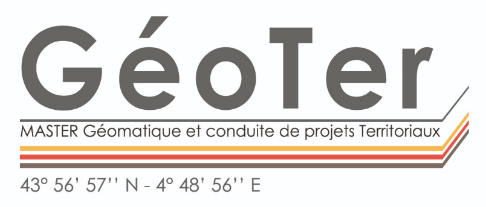 GéoTer
MASTER Géomatique et conduite de projets Territoriaux
43° 56' 57'' N - 4° 48' 56'' E